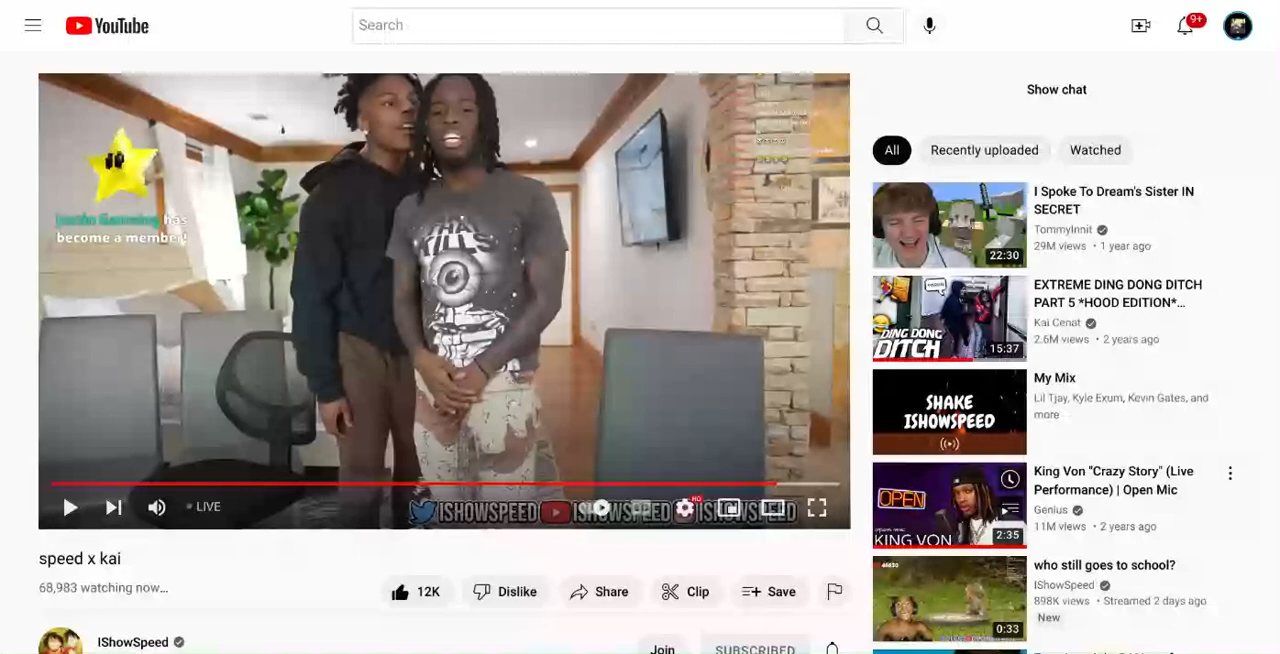 YouTube
Search
9+
Iustin Gamming has
become a member!
KILLS
LIVE
HD
ISHOWSPEED ISHOWSPEED ISHOWSPEED
speed x kai
68,983 watching now...
12K
Dislike
Share
Clip
Save
IShowSpeed
Join
SUBSCRIBED
Show chat
All
Recently uploaded
Watched
22:30
I Spoke To Dream's Sister IN
SECRET
TommyInnit
29M views • 1 year ago
DING DONG
DITCH
15:37
EXTREME DING DONG DITCH
PART 5 *HOOD EDITION*...
Kai Cenat
2.6M views • 2 years ago
SHAKE
ISHOWSPEED
My Mix
Lil Tjay, Kyle Exum, Kevin Gates, and
more
OPEN
KING VON
2:35
King Von "Crazy Story" (Live
Performance) | Open Mic
Genius
11M views • 2 years ago
0:33
who still goes to school?
IShowSpeed
898K views • Streamed 2 days ago
New